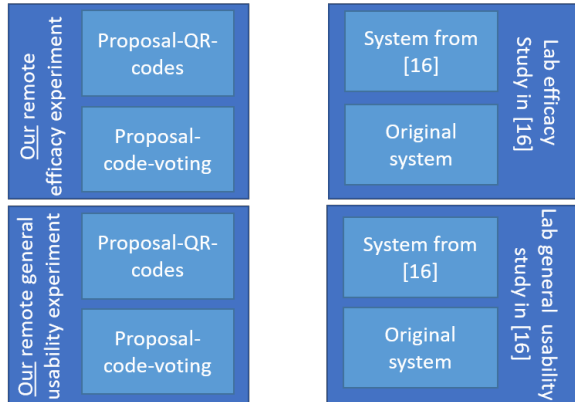 Our remote
efficacy experiment
Proposal-QR-
codes
Proposal-
code-voting
System from
[16]
Original
system
Lab efficacy
Study in [16]
Our remote general
usability experiment
Proposal-QR-
codes
Proposal-
code-voting
System from
[16]
Original
system
Lab general usability
study in [16]